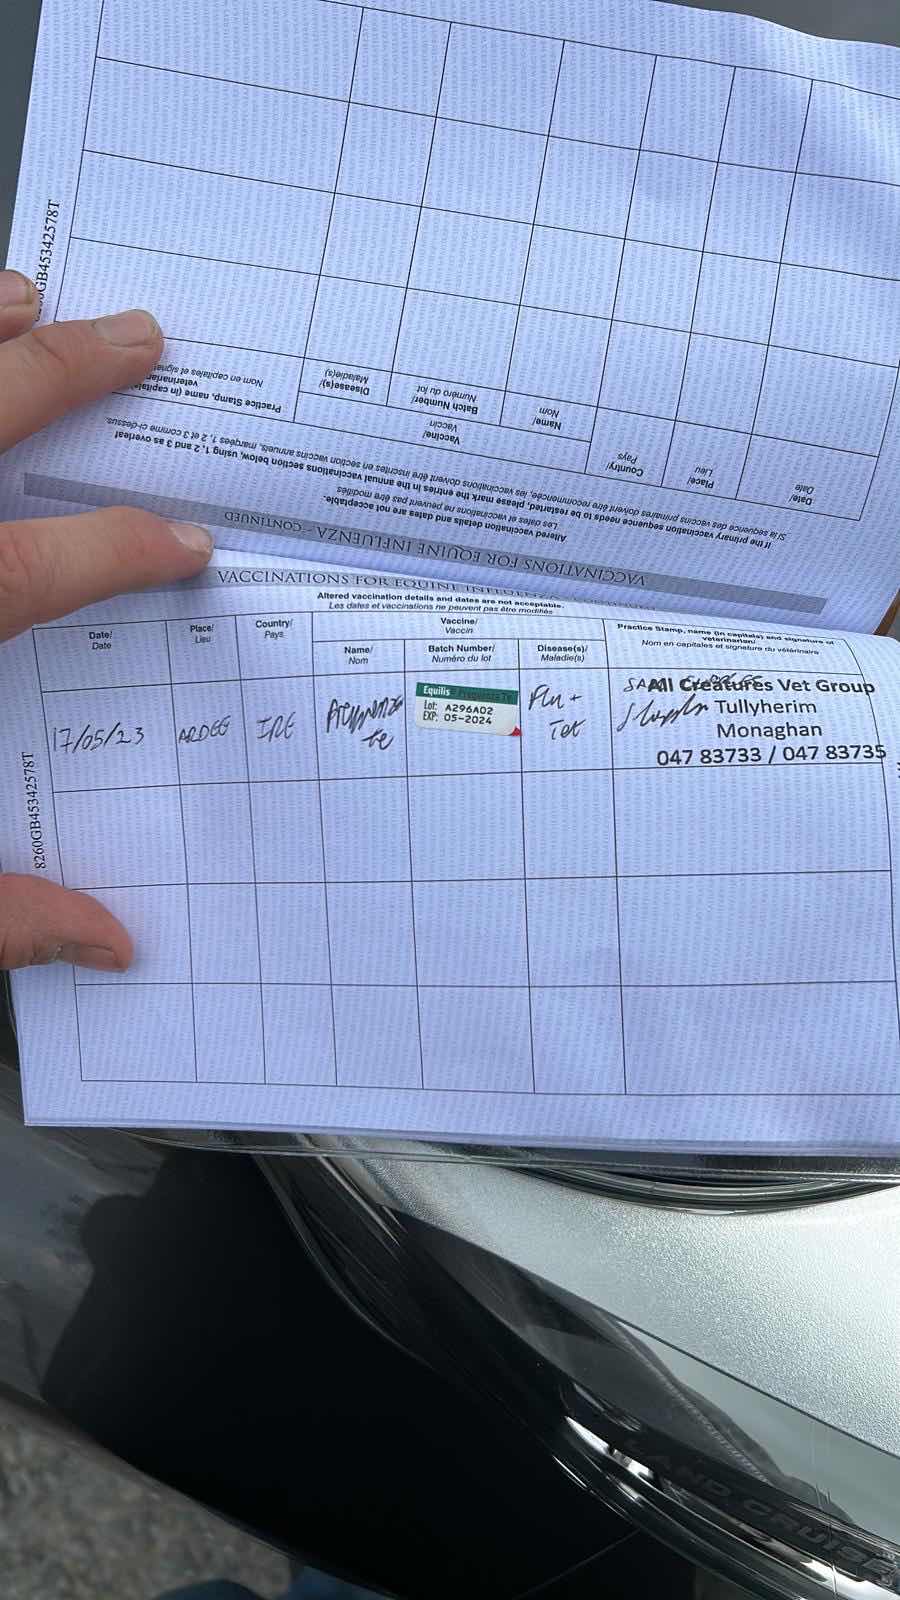 8260GB45342578T
Practice Stamp, name (in capitals)
veterinarian/
Nom en capitales et signat
Disease(s)/
Maladie(s)
Vaccine/
Vaccin
Batch Number/
Numéro du lot
Name/
Nom
Country/
Pays
Place/
Lieu
Date/
Date
If the primary vaccination sequence needs to be restarted, please mark the entries in the annual vaccinations section below, using 1, 2 and 3 as overleaf
Si la séquence des vaccins primaires doivent être recommencée, les vaccinations doivent être inscrites en section vaccins annuels, margées 1, 2 et 3 comme ci-dessus.
Altered vaccination details and dates are not acceptable.
Les dates et vaccinations ne peuvent pas être modifiés
VACCINATIONS FOR EQUINE INFLUENZA – CONTINUED
VACCINATIONS FOR EQUINE
Altered vaccination details and dates are not acceptable.
Les dates et vaccinations ne peuvent pas être modifiés
Date/
Date
Place/
Lieu
Country/
Pays
Vaccine/
Vaccin
Name/
Nom
Batch Number/
Numéro du lot
Disease(s)/
Maladie(s)
Practice Stamp, name (in capitals) and signature of
veterinarian/
Nom en capitales et signature du vétérinaire
17/05/23
ARDEE
IRE
Equilis
Lot: A296A02
EXP: 05-2024
Flu +
Tet
All Creatures Vet Group
Tullyherim
Monaghan
047 83733 / 047 83735
8260GB45342578T
LAND CRUISER